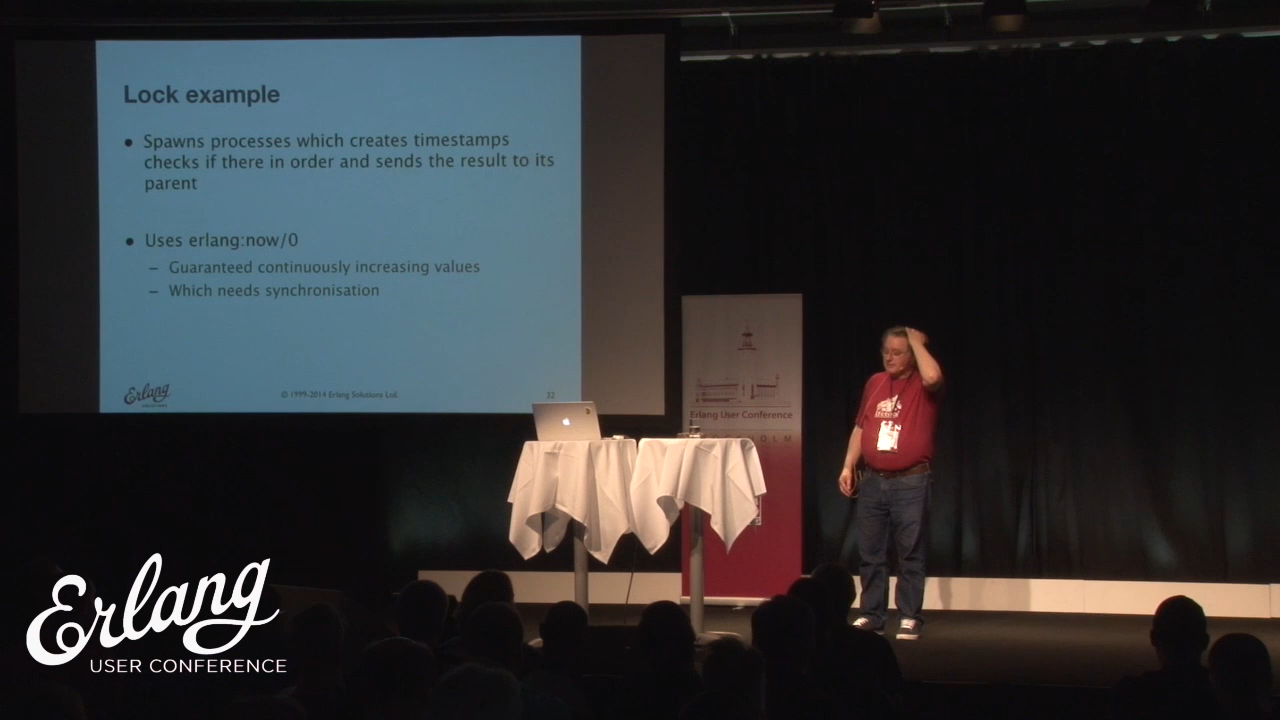 Lock example
● Spawns processes which creates timestamps
checks if there in order and sends the result to its
parent
● Uses erlang:now/0
– Guaranteed continuously increasing values
– Which needs synchronisation
Erlang
© 1999-2014 Erlang Solutions Ltd.
32
Erlang User Conference
Erlang
USER CONFERENCE